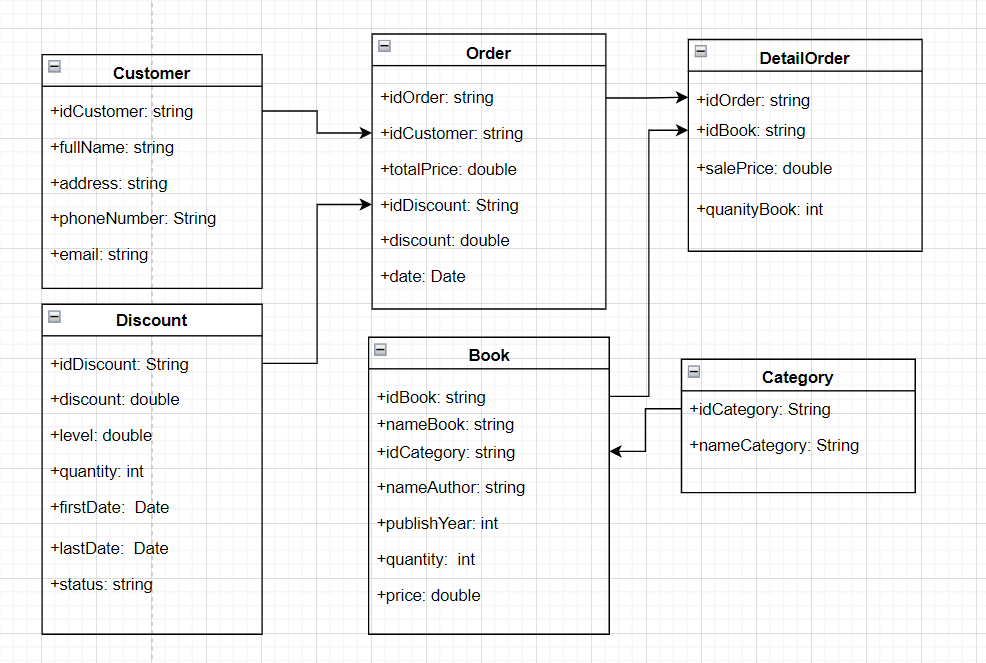 Customer
+idCustomer: string
+fullName: string
+address: string
+phoneNumber: String
+email: string
Order
+idOrder: string
+idCustomer: string
+totalPrice: double
+idDiscount: String
+discount: double
+date: Date
DetailOrder
+idOrder: string
+idBook: string
+salePrice: double
+quanityBook: int
Discount
+idDiscount: String
+discount: double
+level: double
+quantity: int
+firstDate:  Date
+lastDate:  Date
+status: string
Book
+idBook: string
+nameBook: string
+idCategory: string
+nameAuthor: string
+publishYear: int
+quantity:  int
+price: double
Category
+idCategory: String
+nameCategory: String